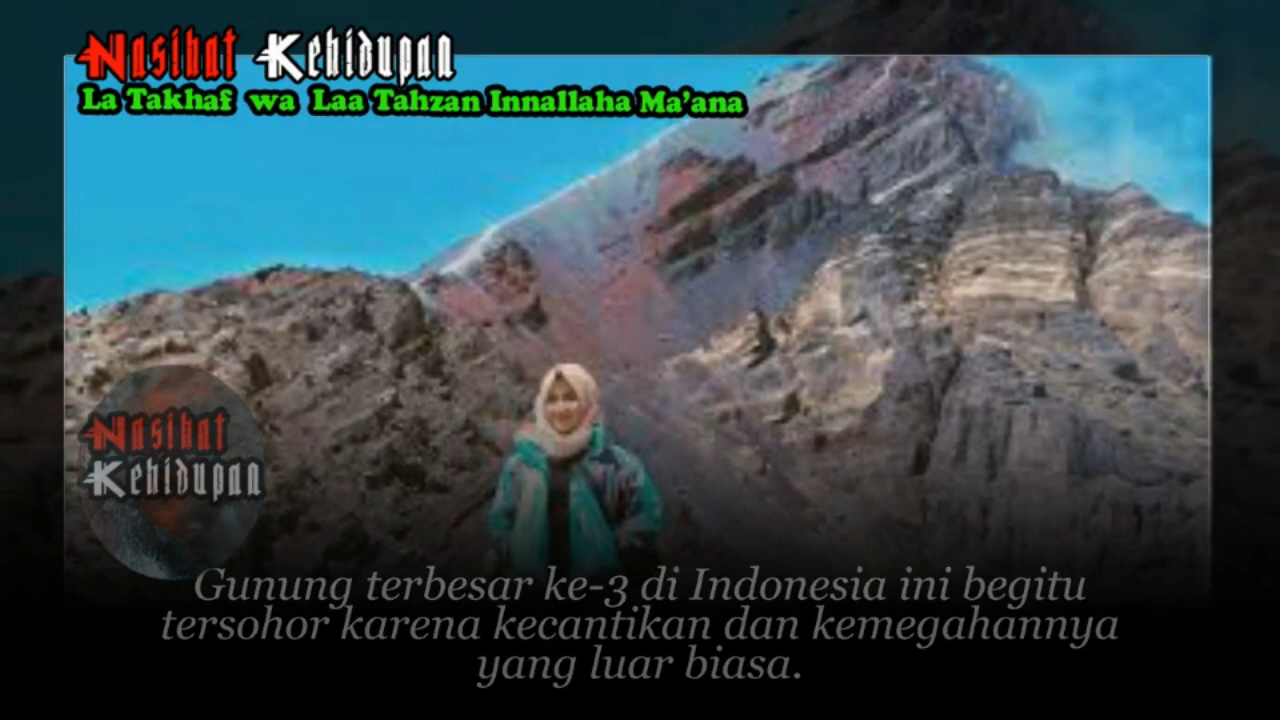 Nasihat Kehidupan
La Takhaf wa Laa Tahzan Innallaha Ma'ana
Nasihat
Kehidupan
Gunung terbesar ke-3 di Indonesia ini begitu
tersohor karena kecantikan dan kemegahannya
yang luar biasa.